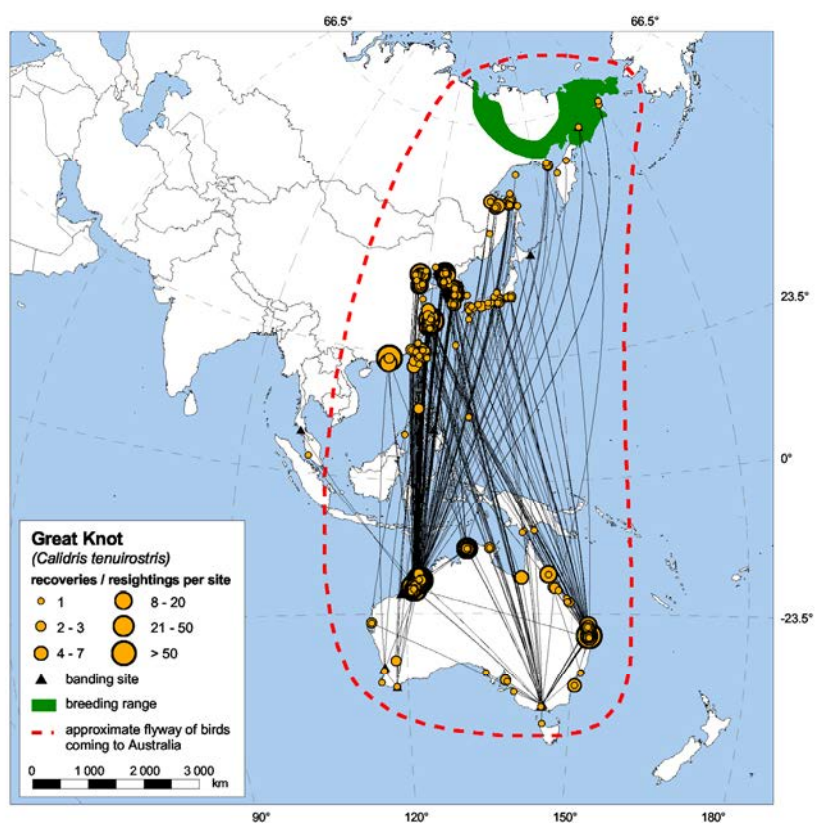 66.5°
66.5°
23.5°
0°
-23.5°
Great Knot
(Calidris tenuirostris)
recoveries / resightings per site
1
8 - 20
2 - 3
21 - 50
4 - 7
> 50
banding site
breeding range
approximate flyway of birds
coming to Australia
0 1 000 2 000 3 000
km
90°
120°
150°
180°